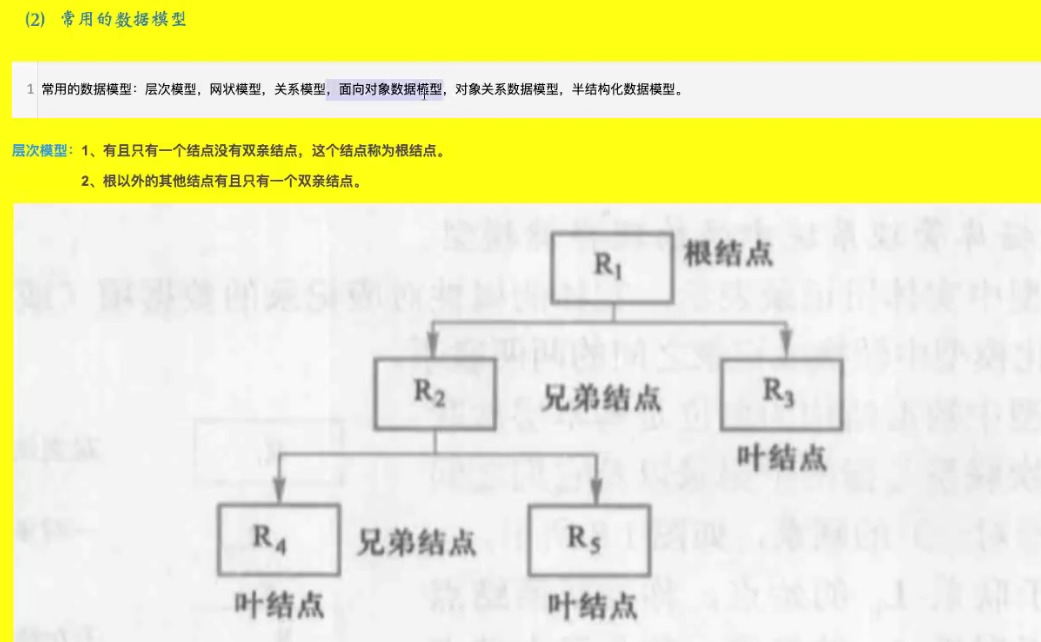 (2) 常用的数据模型
1 常用的数据模型：层次模型，网状模型，关系模型，面向对象数据模型，对象关系数据模型，半结构化数据模型。
层次模型：1、有且只有一个结点没有双亲结点，这个结点称为根结点。
2、根以外的其他结点有且只有一个双亲结点。
R1 根结点
R2 兄弟结点 R3
叶结点
R4 兄弟结点 R5
叶结点 叶结点